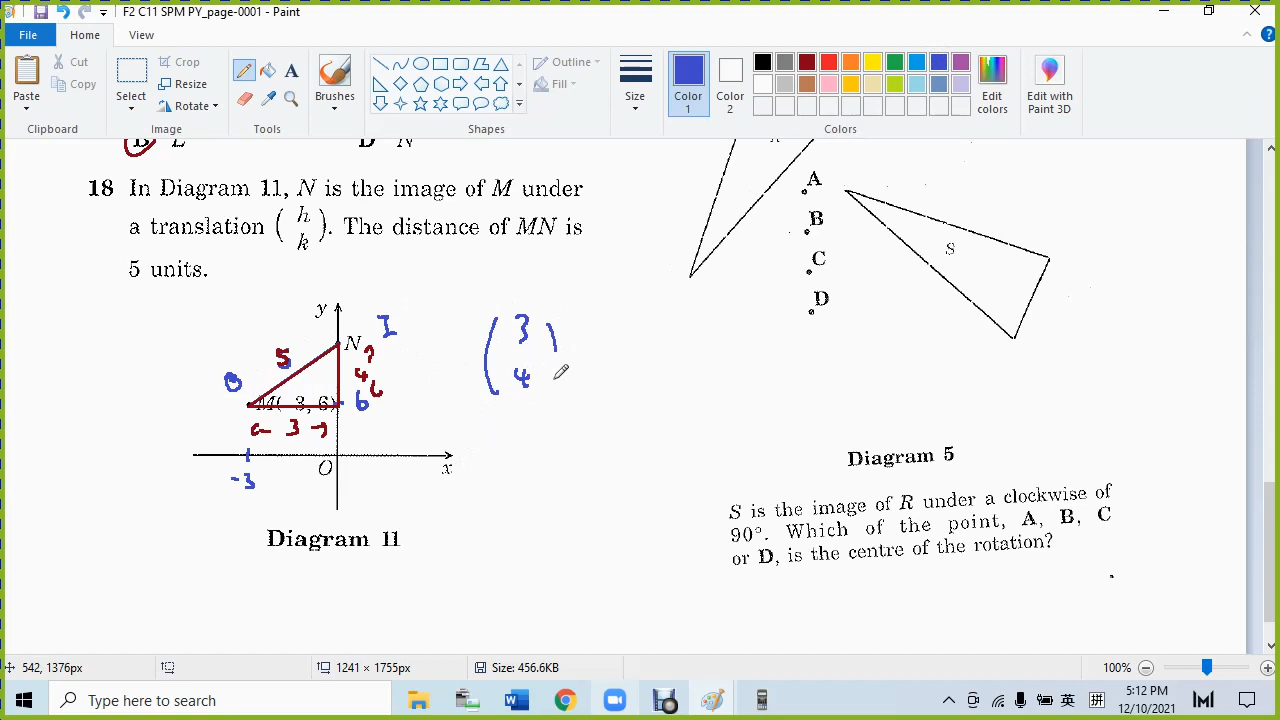 F2 C11 SPM PY_page-0001 - Paint
File
Home
View
Paste
Cut
Copy
Clipboard
Select
Crop
Resize
Rotate
Image
Tools
Brushes
Shapes
Outline
Fill
Size
Color 1
Color 2
Edit colors
Colors
Edit with Paint 3D
B L
D N
18 In Diagram 11, N is the image of M under
a translation ( h k ). The distance of MN is
5 units.
y
I
N
5
4
M(-3, 6)
6
3
O
x
-3
( 3 4 )
Diagram 11
A
B
C
D
S
Diagram 5
S is the image of R under a clockwise of
90°. Which of the point, A, B, C
or D, is the centre of the rotation?
542, 1376px
1241 × 1755px
Size: 456.6KB
100%
Type here to search
英
拼
5:12 PM
12/10/2021